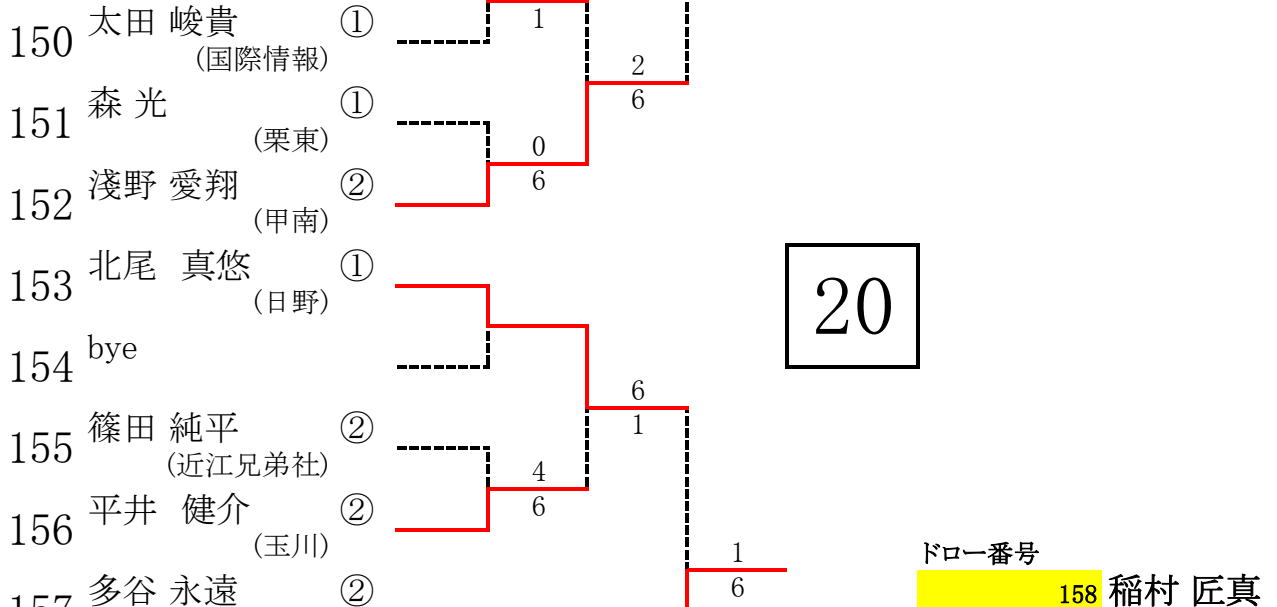 150 太田 峻貴 ①
(国際情報)
1
2
6
151 森 光 ①
(栗東)
0
6
152 淺野 愛翔 ②
(甲南)
153 北尾 真悠 ①
(日野)
20
154 bye
6
1
155 篠田 純平 ②
(近江兄弟社)
4
6
156 平井 健介 ②
(玉川)
1
6
ドロー番号
157 多谷 永遠 ②
158 稲村 匠真